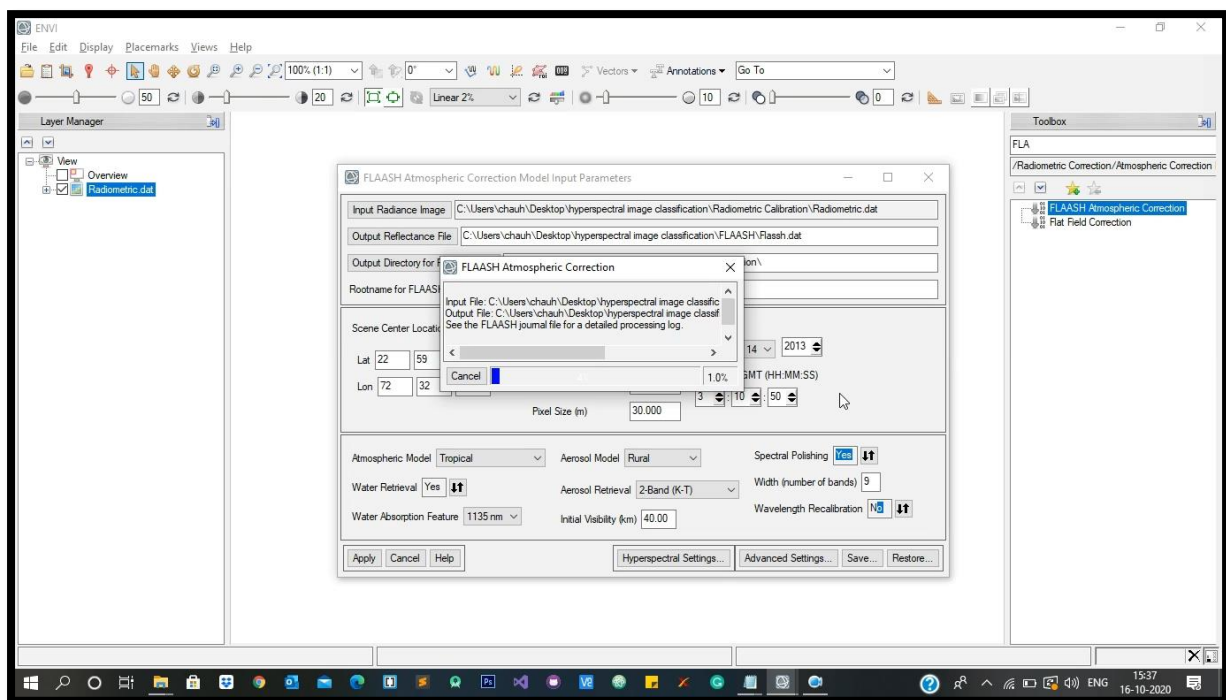 ENVI
File Edit Display Placemarks Views Help
100% (1:1) 0° Vectors Annotations Go To
50 20 Linear 2% 10 0
Layer Manager
View
Overview
Radiometric.dat
FLAASH Atmospheric Correction Model Input Parameters
Input Radiance Image C:\Users\chauh\Desktop\hyperspectral image classification\Radiometric Calibration\Radiometric.dat
Output Reflectance File C:\Users\chauh\Desktop\hyperspectral image classification\FLAASH\Flassh.dat
Output Directory for F ion\
Rootname for FLAAS
Scene Center Locati
Lat 22 59
Lon 72 32
14 2013
GMT (HH:MM:SS)
3 : 10 : 50
Pixel Size (m) 30.000
FLAASH Atmospheric Correction
Input File: C:\Users\chauh\Desktop\hyperspectral image classific
Output File: C:\Users\chauh\Desktop\hyperspectral image classif
See the FLAASH journal file for a detailed processing log.
Cancel 1.0%
Atmospheric Model Tropical Aerosol Model Rural Spectral Polishing Yes
Water Retrieval Yes Aerosol Retrieval 2-Band (K-T) Width (number of bands) 9
Water Absorption Feature 1135 nm Initial Visibility (km) 40.00 Wavelength Recalibration No
Apply Cancel Help Hyperspectral Settings... Advanced Settings... Save... Restore...
Toolbox
FLA
/Radiometric Correction/Atmospheric Correction
FLAASH Atmospheric Correction
Flat Field Correction
ENG 15:37
16-10-2020